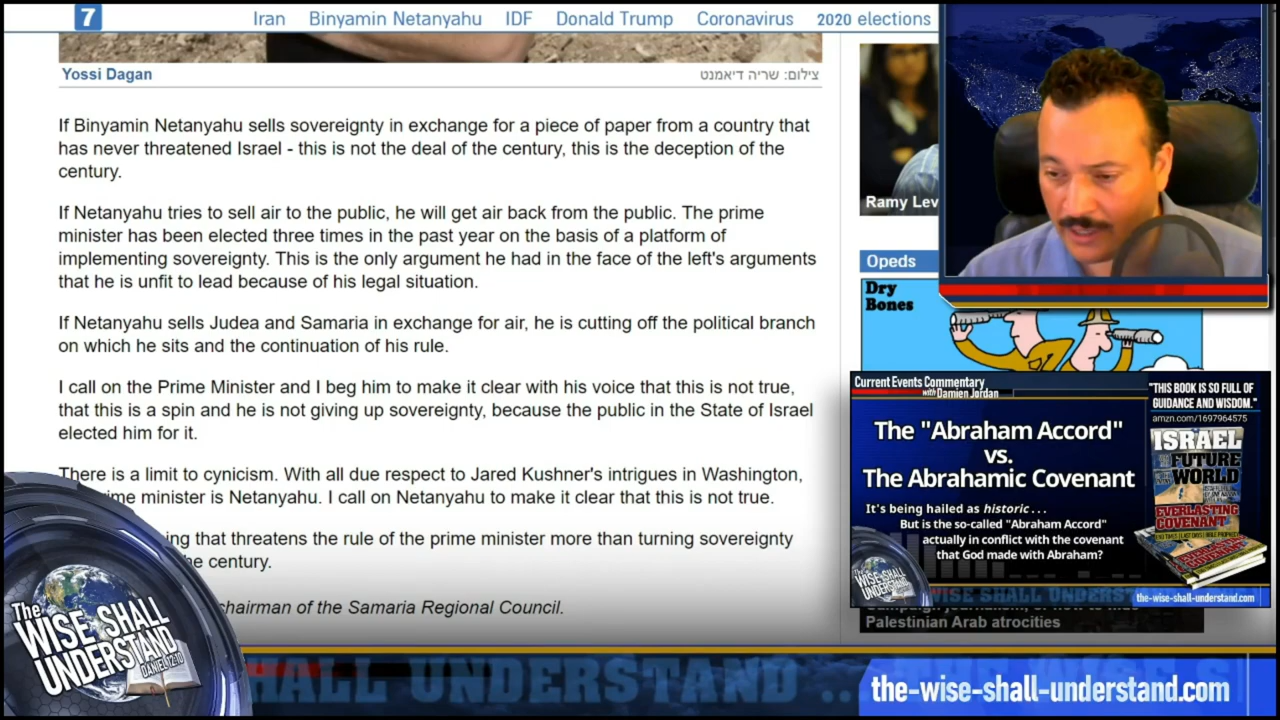 7
Iran Binyamin Netanyahu IDF Donald Trump Coronavirus 2020 elections
Yossi Dagan
צילום: שריה דיאמנט
If Binyamin Netanyahu sells sovereignty in exchange for a piece of paper from a country that
has never threatened Israel - this is not the deal of the century, this is the deception of the
century.
If Netanyahu tries to sell air to the public, he will get air back from the public. The prime
minister has been elected three times in the past year on the basis of a platform of
implementing sovereignty. This is the only argument he had in the face of the left's arguments
that he is unfit to lead because of his legal situation.
If Netanyahu sells Judea and Samaria in exchange for air, he is cutting off the political branch
on which he sits and the continuation of his rule.
I call on the Prime Minister and I beg him to make it clear with his voice that this is not true,
that this is a spin and he is not giving up sovereignty, because the public in the State of Israel
elected him for it.
There is a limit to cynicism. With all due respect to Jared Kushner's intrigues in Washington,
minister is Netanyahu. I call on Netanyahu to make it clear that this is not true.
that threatens the rule of the prime minister more than turning sovereignty
century.
chairman of the Samaria Regional Council.
Ramy Lev
Opeds
Dry
Bones
Current Events Commentary
with Damien Jordan
The "Abraham Accord"
vs.
The Abrahamic Covenant
It's being hailed as historic . . .
But is the so-called "Abraham Accord"
actually in conflict with the covenant
that God made with Abraham?
"THIS BOOK IS SO FULL OF
GUIDANCE AND WISDOM."
amzn.com/1697964575
ISRAEL
FUTURE
WORLD
EVERLASTING
COVENANT
the-wise-shall-understand.com
Palestinian Arab atrocities
The
WISE SHALL
UNDERSTAND
DANIEL 12:10
HALL UNDERSTAND ...
the-wise-shall-understand.com